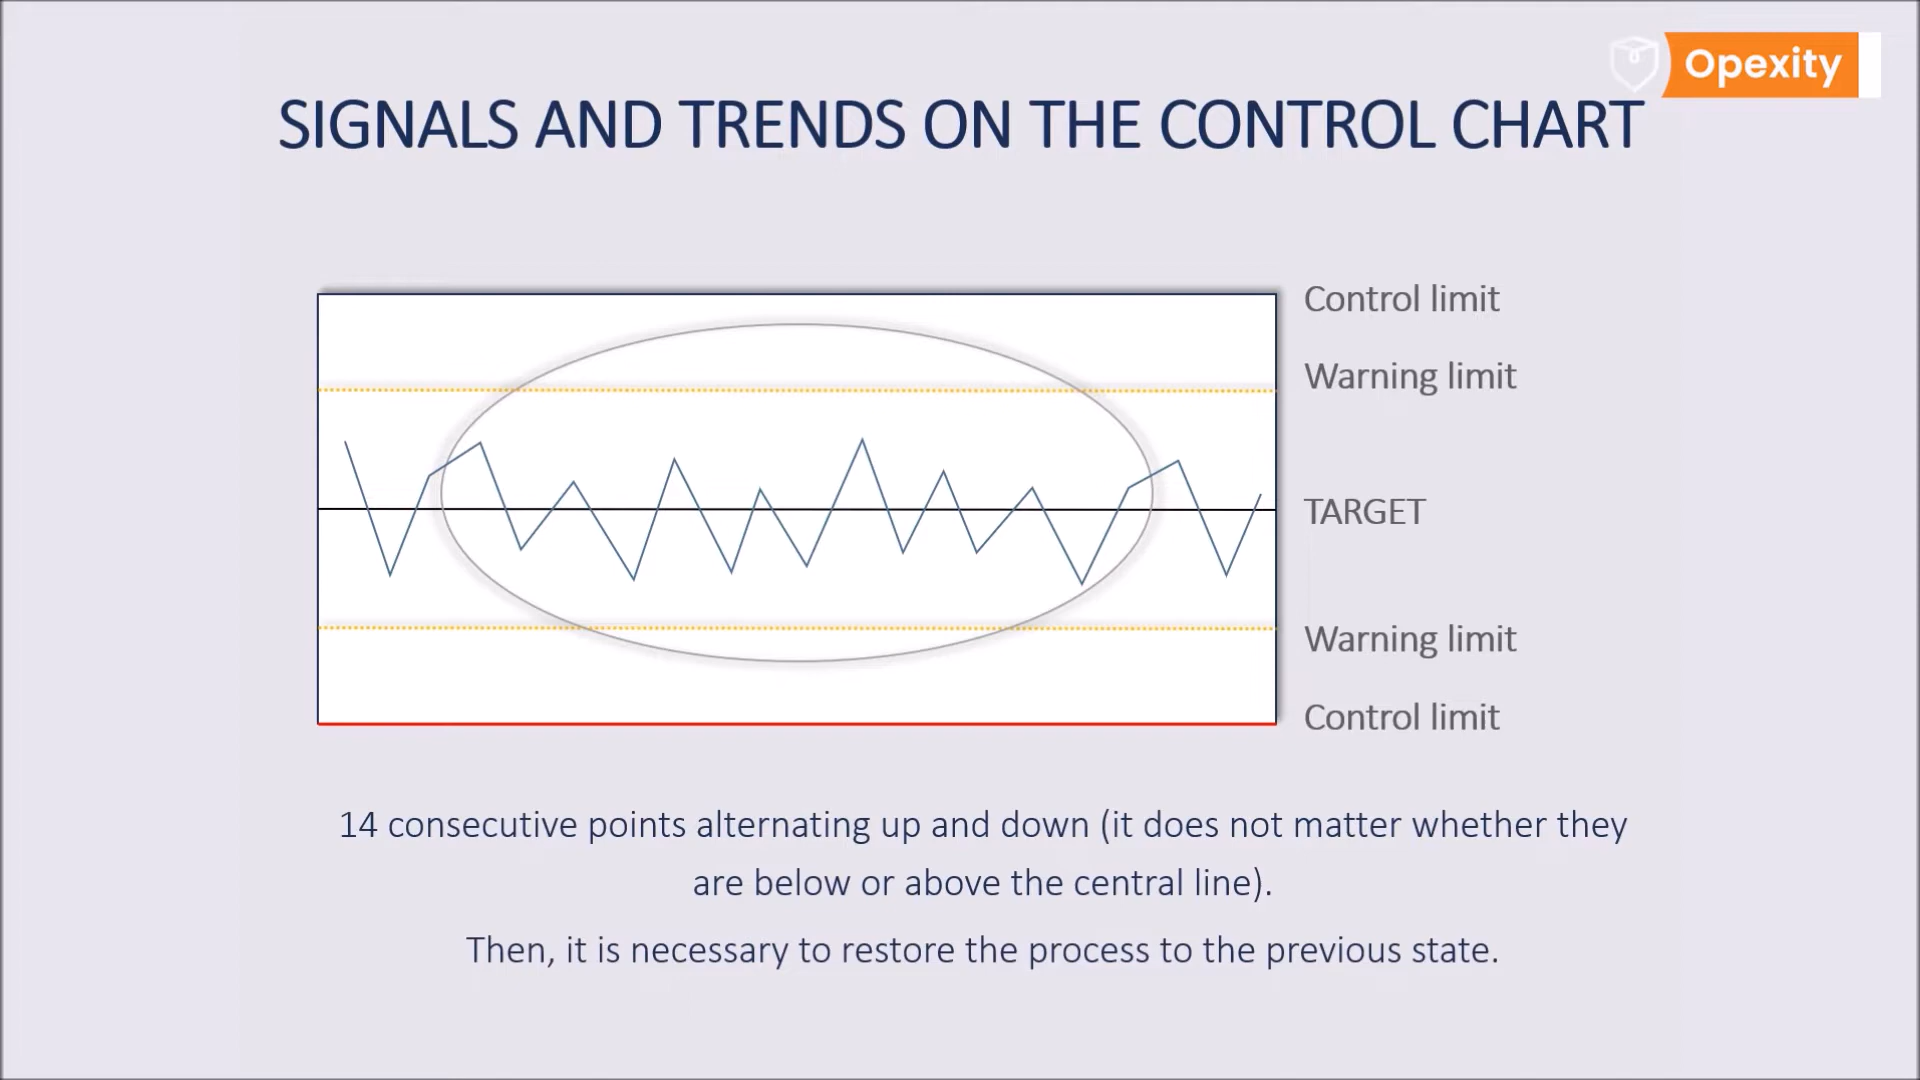 Opexity
SIGNALS AND TRENDS ON THE CONTROL CHART
Control limit
Warning limit
TARGET
Warning limit
Control limit
14 consecutive points alternating up and down (it does not matter whether they
are below or above the central line).
Then, it is necessary to restore the process to the previous state.